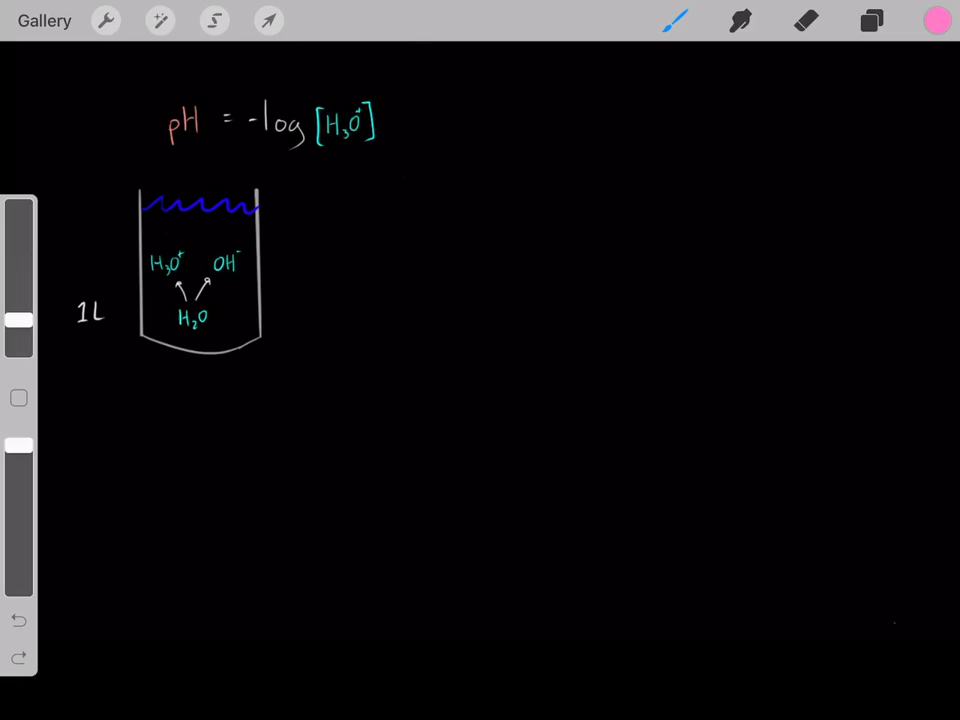 Gallery
pH = -log [H₃O⁺]
H₃O⁺ OH⁻
1L
H₂O